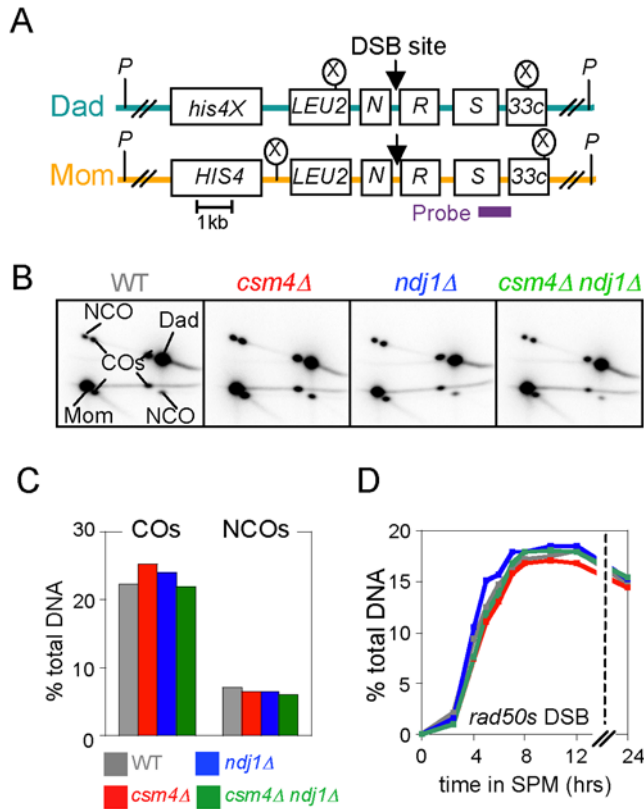 A
DSB site
P X X P
Dad his4X LEU2 N R S 33c
P X X
Mom HIS4 LEU2 N R S 33c P
1kb Probe
B
WT csm4Δ ndj1Δ csm4Δ ndj1Δ
NCO Dad
COs
Mom NCO
C
COs NCOs
% total DNA
30
20
10
0
WT ndj1Δ
csm4Δ csm4Δ ndj1Δ
D
% total DNA
20
15
10
5
0
rad50s DSB
0 4 8 12 24
time in SPM (hrs)